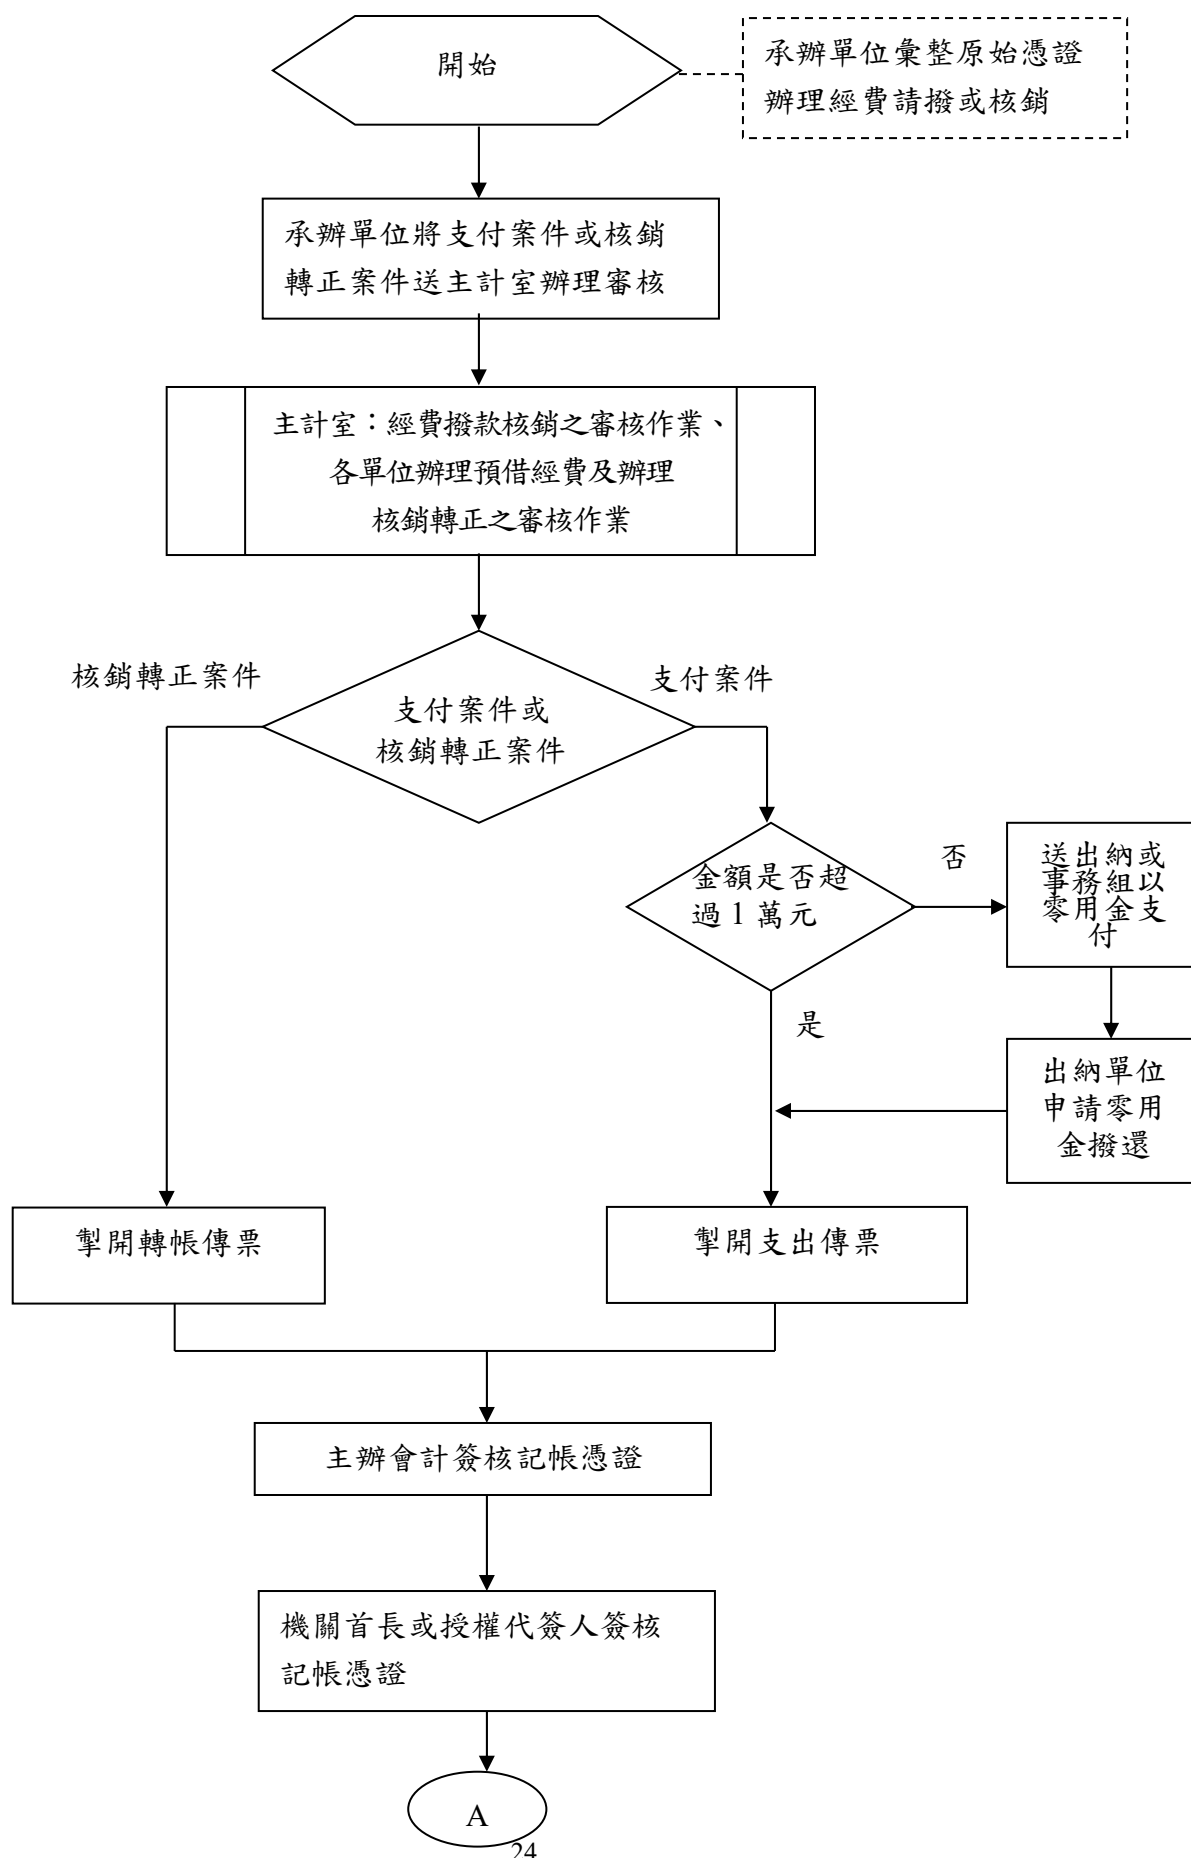 開始
承辦單位彙整原始憑證
辦理經費請撥或核銷
承辦單位將支付案件或核銷
轉正案件送主計室辦理審核
主計室：經費撥款核銷之審核作業、
各單位辦理預借經費及辦理
核銷轉正之審核作業
核銷轉正案件
支付案件
支付案件或
核銷轉正案件
金額是否超
過 1 萬元
否
送出納或
事務組以
零用金支
付
是
出納單位
申請零用
金撥還
掣開轉帳傳票
掣開支出傳票
主辦會計簽核記帳憑證
機關首長或授權代簽人簽核
記帳憑證
A
24